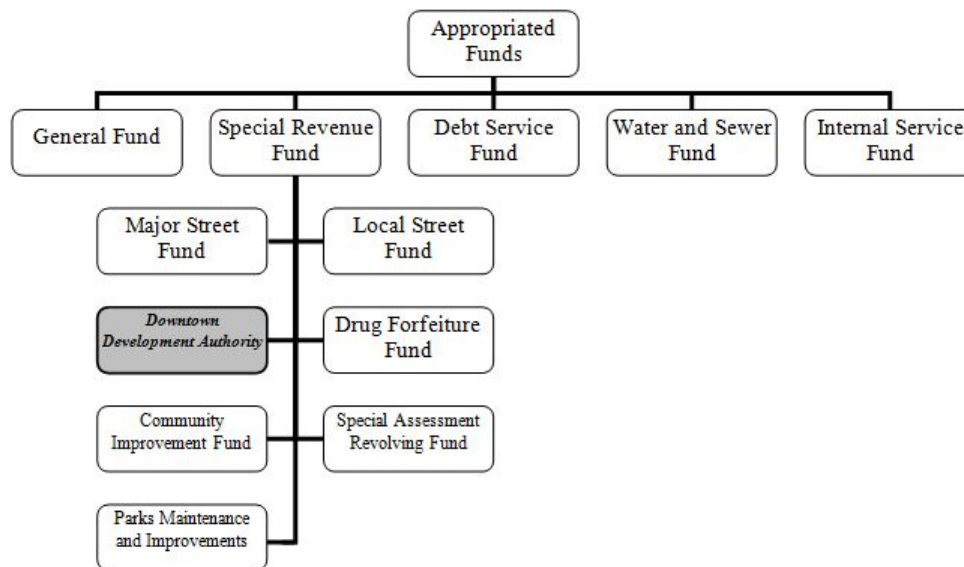 Appropriated
Funds
General Fund
Special Revenue
Fund
Debt Service
Fund
Water and Sewer
Fund
Internal Service
Fund
Major Street
Fund
Local Street
Fund
Downtown
Development Authority
Drug Forfeiture
Fund
Community
Improvement Fund
Special Assessment
Revolving Fund
Parks Maintenance
and Improvements